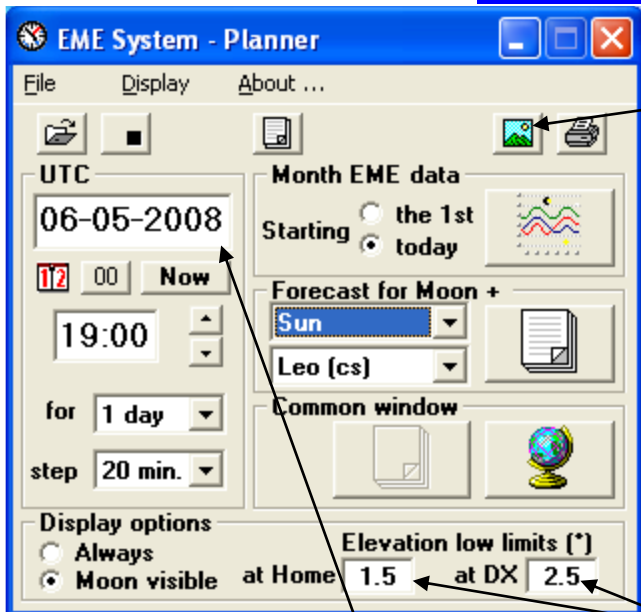 EME System - Planner
File Display About ...
UTC
06-05-2008
12 00 Now
19:00
for 1 day
step 20 min.
Month EME data
Starting the 1st
today
Forecast for Moon +
Sun
Leo (cs)
Common window
Display options
Always
Moon visible
Elevation low limits (*)
at Home 1.5 at DX 2.5